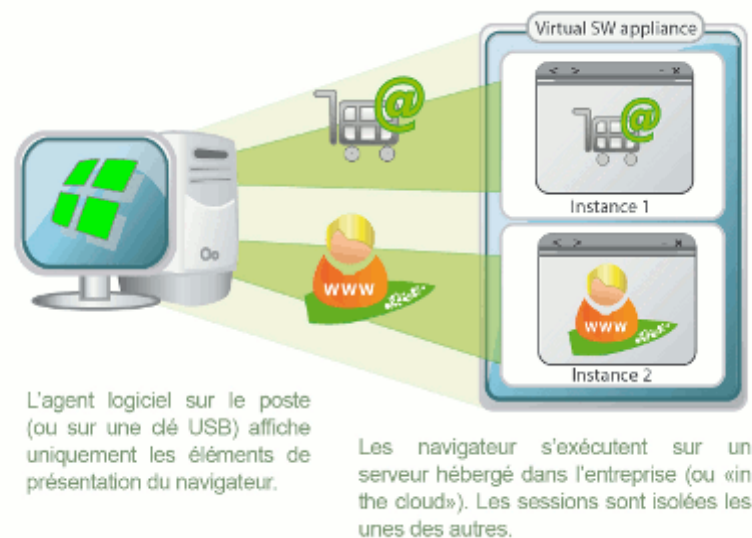 Virtual SW appliance
Instance 1
www
www
Instance 2
L'agent logiciel sur le poste
(ou sur une clé USB) affiche
uniquement les éléments de
présentation du navigateur.
Les navigateur s'exécutent sur un
serveur hébergé dans l'entreprise (ou «in
the cloud»). Les sessions sont isolées les
unes des autres.